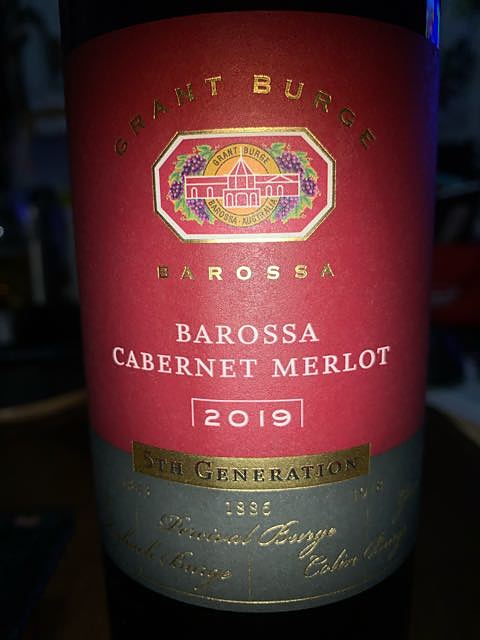 GRANT BURGE
GRANT BURGE
BAROSSA · AUSTRALIA
BAROSSA
BAROSSA
CABERNET MERLOT
2019
5TH GENERATION
1886
Percival Burge
Burge
Colin